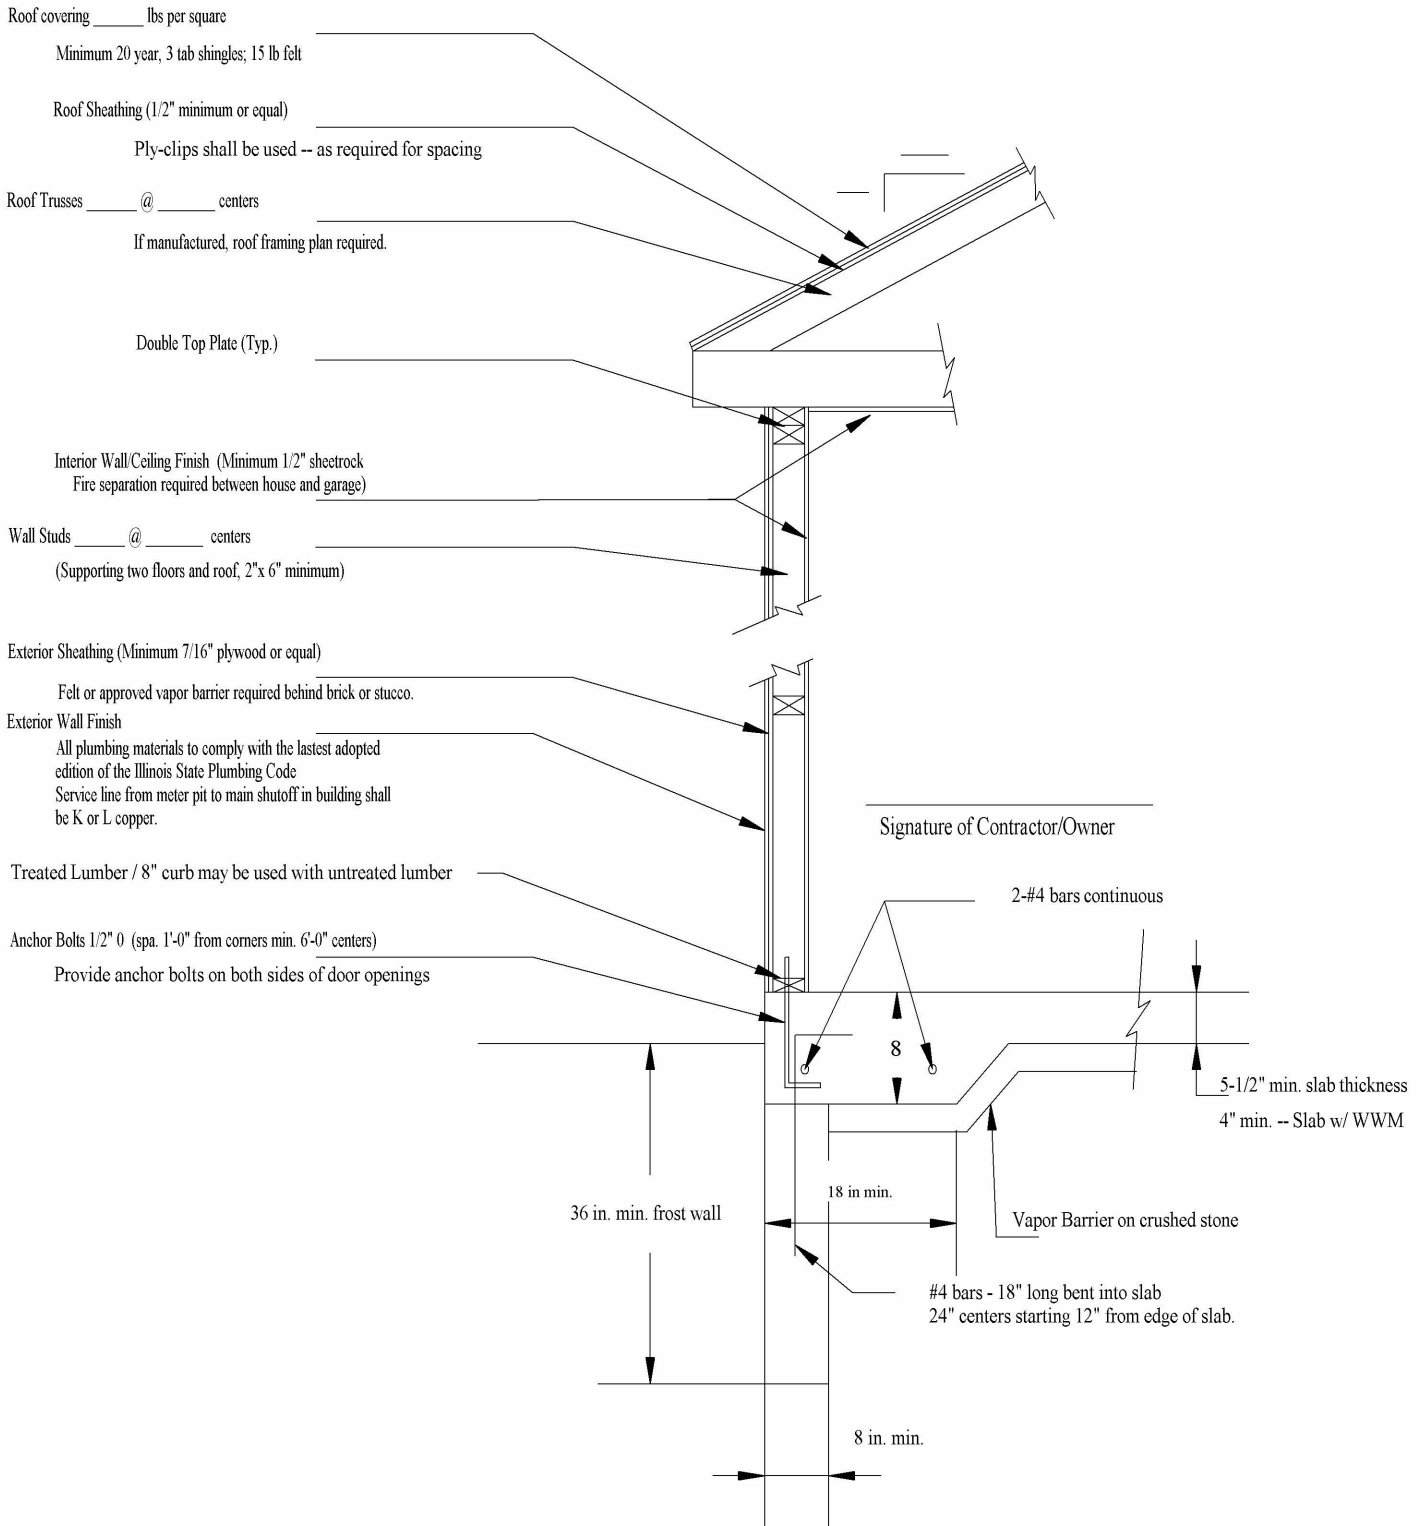 Roof covering ______ lbs per square
Minimum 20 year, 3 tab shingles; 15 lb felt
Roof Sheathing (1/2" minimum or equal)
Ply-clips shall be used -- as required for spacing
Roof Trusses ______ @ _______ centers
If manufactured, roof framing plan required.
Double Top Plate (Typ.)
Interior Wall/Ceiling Finish (Minimum 1/2" sheetrock
Fire separation required between house and garage)
Wall Studs ______ @ _______ centers
(Supporting two floors and roof, 2"x 6" minimum)
Exterior Sheathing (Minimum 7/16" plywood or equal)
Felt or approved vapor barrier required behind brick or stucco.
Exterior Wall Finish
All plumbing materials to comply with the lastest adopted
edition of the Illinois State Plumbing Code
Service line from meter pit to main shutoff in building shall
be K or L copper.
Signature of Contractor/Owner
Treated Lumber / 8" curb may be used with untreated lumber
2-#4 bars continuous
Anchor Bolts 1/2" 0 (spa. 1'-0" from corners min. 6'-0" centers)
Provide anchor bolts on both sides of door openings
8
5-1/2" min. slab thickness
4" min. -- Slab w/ WWM
18 in min.
36 in. min. frost wall
Vapor Barrier on crushed stone
#4 bars - 18" long bent into slab
24" centers starting 12" from edge of slab.
8 in. min.